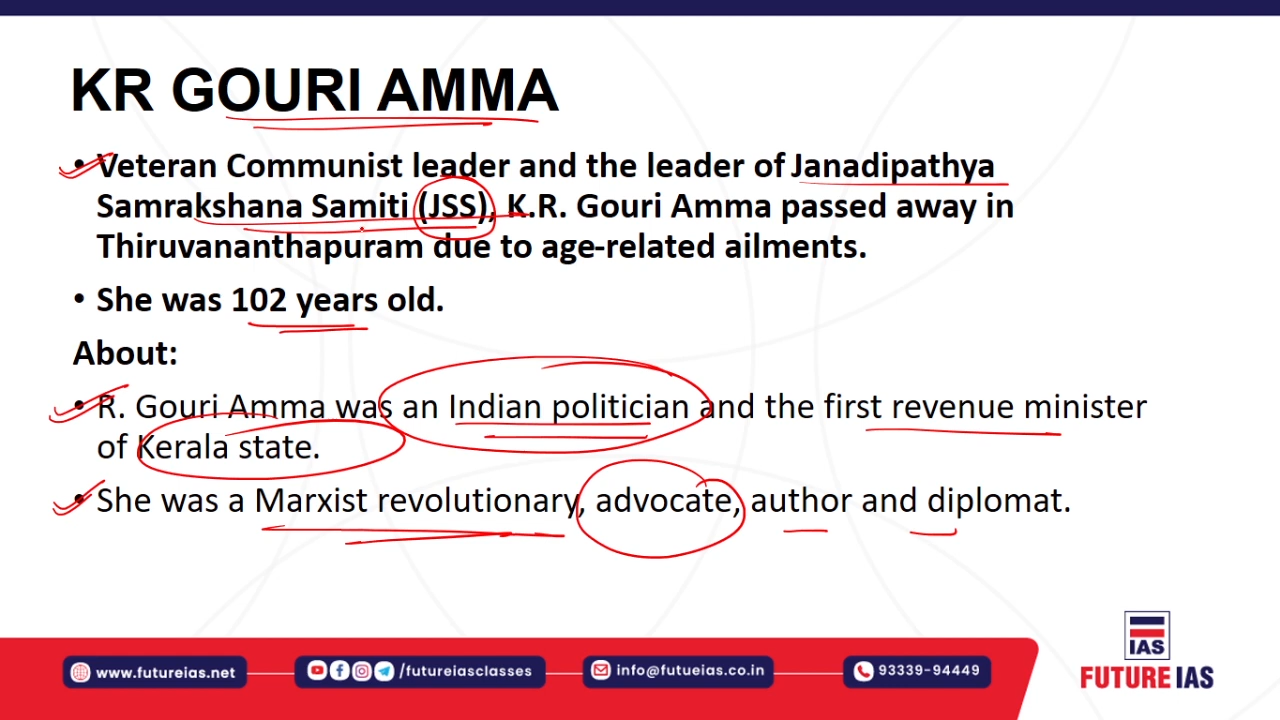 KR GOURI AMMA
• Veteran Communist leader and the leader of Janadipathya
Samrakshana Samiti (JSS), K.R. Gouri Amma passed away in
Thiruvananthapuram due to age-related ailments.
• She was 102 years old.
About:
• R. Gouri Amma was an Indian politician and the first revenue minister
of Kerala state.
• She was a Marxist revolutionary, advocate, author and diplomat.
IAS
FUTURE IAS
www.futureias.net
/futureiasclasses
info@futueias.co.in
93339-94449